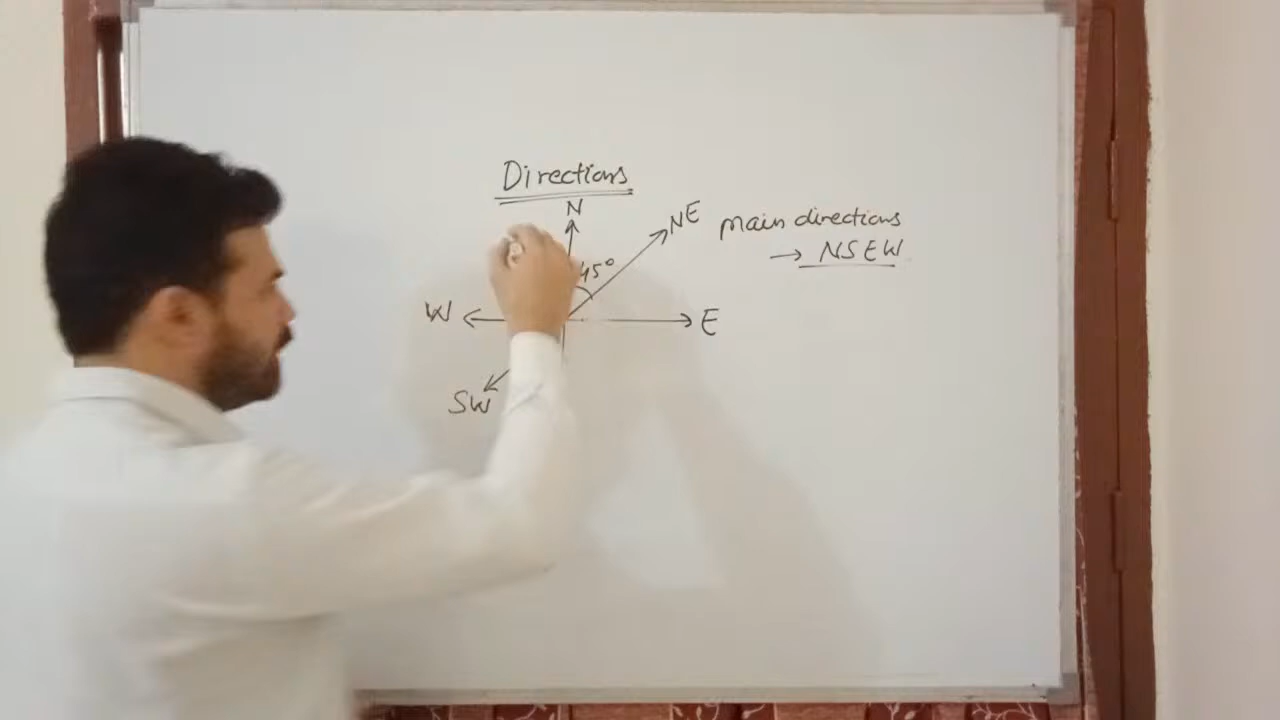 Directions
N
NE
main directions
→ NSEW
45°
W
E
SW